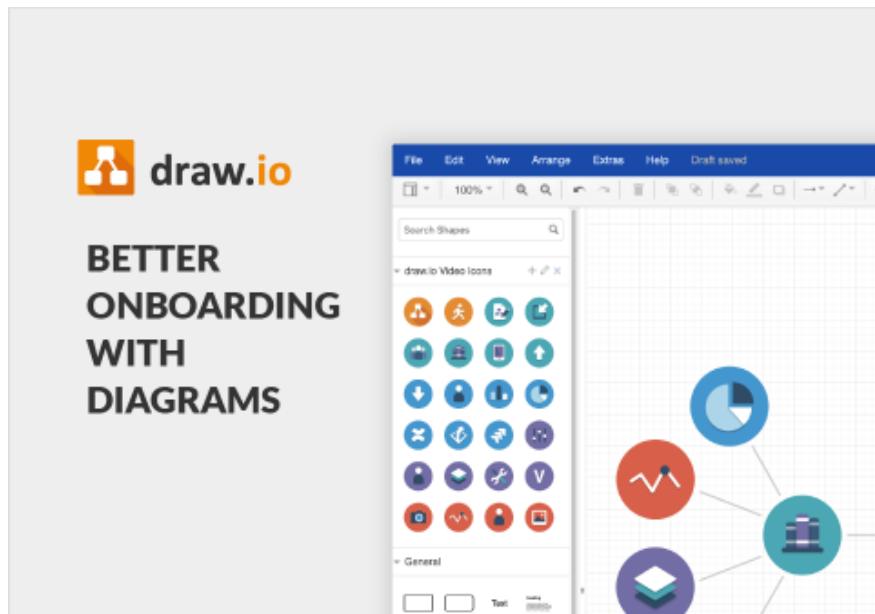 draw.io
BETTER
ONBOARDING
WITH
DIAGRAMS
File Edit View Arrange Extras Help Draft saved
100%
Search Shapes
draw.io Video Icons
V
General
Text
Heading